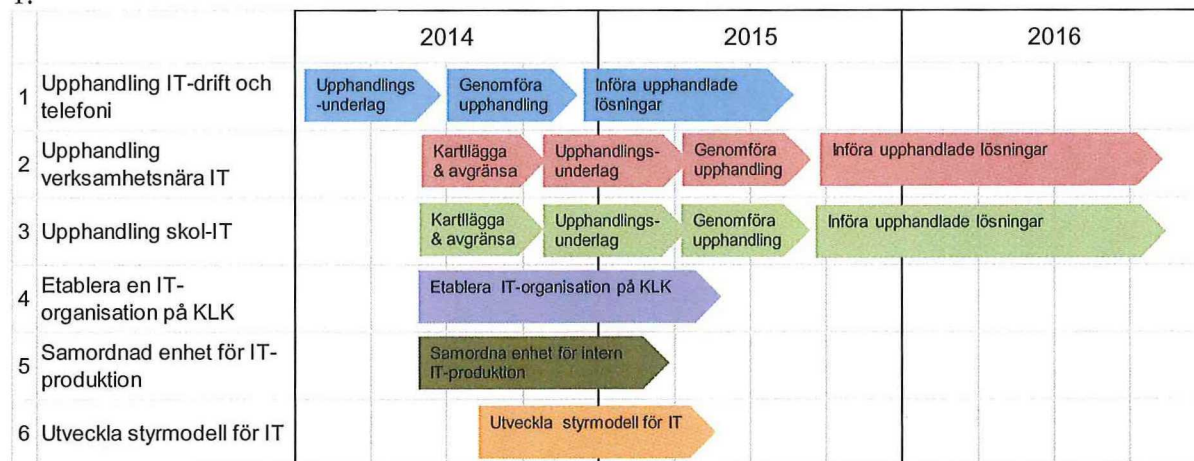 1.
2014 2015 2016
1 Upphandling IT-drift och
telefoni
Upphandlings
-underlag
Genomföra
upphandling
Införa upphandlade
lösningar
2 Upphandling
verksamhetsnära IT
Kartllägga
& avgränsa
Upphandlings-
underlag
Genomföra
upphandling
Införa upphandlade lösningar
3 Upphandling skol-IT
Kartllägga
& avgränsa
Upphandlings-
underlag
Genomföra
upphandling
Införa upphandlade lösningar
4 Etablera en IT-
organisation på KLK
Etablera IT-organisation på KLK
5 Samordnad enhet för IT-
produktion
Samordna enhet för intern
IT-produktion
6 Utveckla styrmodell för IT
Utveckla styrmodell för IT